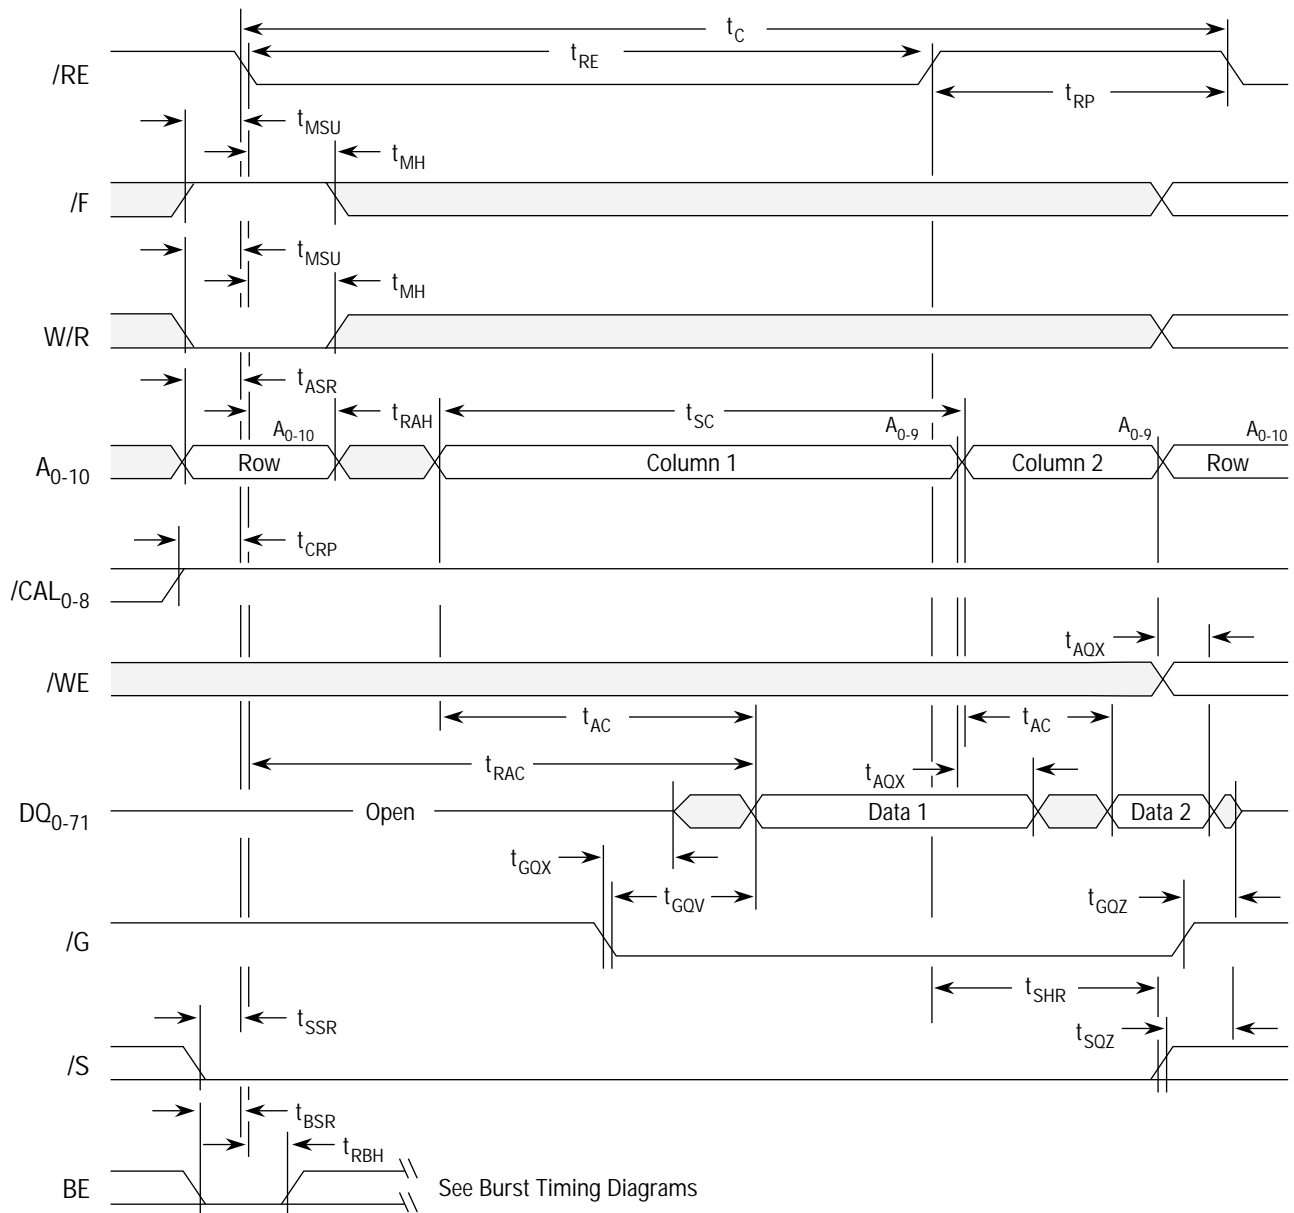 t_C
/RE
t_RE
t_RP
t_MSU
t_MH
/F
t_MSU
t_MH
W/R
t_ASR
t_RAH
t_SC
A_0-10
A_0-10
A_0-9
A_0-9
A_0-10
Row
Column 1
Column 2
Row
t_CRP
/CAL_0-8
t_AQX
/WE
t_AC
t_AC
t_RAC
t_AQX
DQ_0-71
Open
Data 1
Data 2
t_GQX
t_GQV
t_GQZ
/G
t_SHR
t_SSR
t_SQZ
/S
t_BSR
t_RBH
BE
See Burst Timing Diagrams